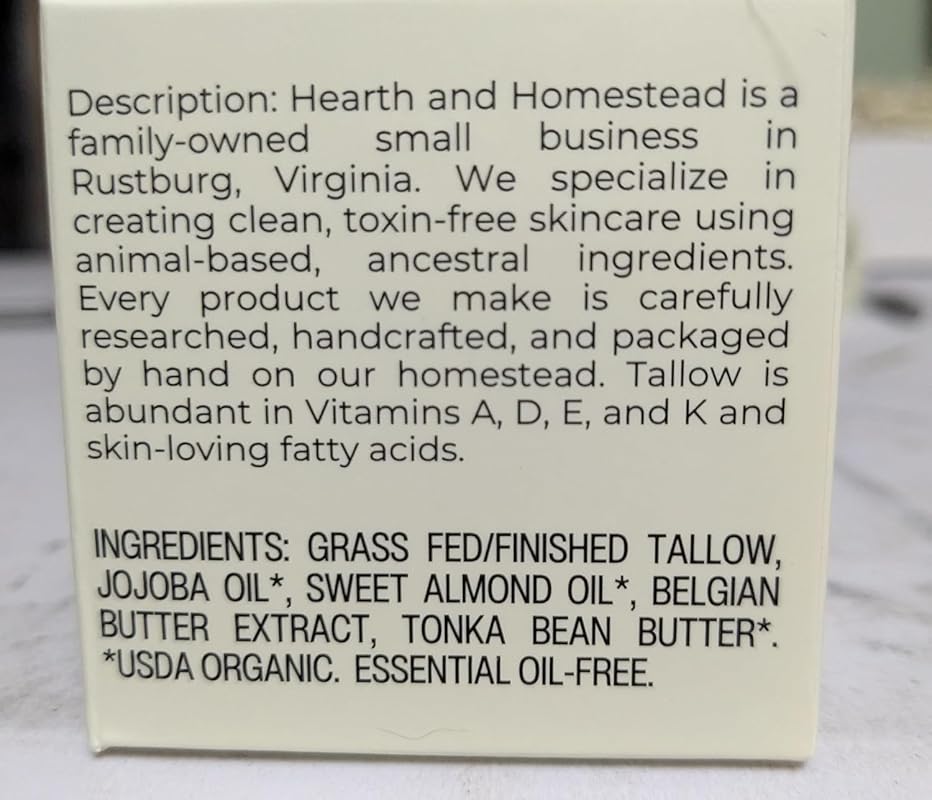 Description: Hearth and Homestead is a
family-owned small business in
Rustburg, Virginia. We specialize in
creating clean, toxin-free skincare using
animal-based, ancestral ingredients.
Every product we make is carefully
researched, handcrafted, and packaged
by hand on our homestead. Tallow is
abundant in Vitamins A, D, E, and K and
skin-loving fatty acids.
INGREDIENTS: GRASS FED/FINISHED TALLOW,
JOJOBA OIL*, SWEET ALMOND OIL*, BELGIAN
BUTTER EXTRACT, TONKA BEAN BUTTER*.
*USDA ORGANIC. ESSENTIAL OIL-FREE.